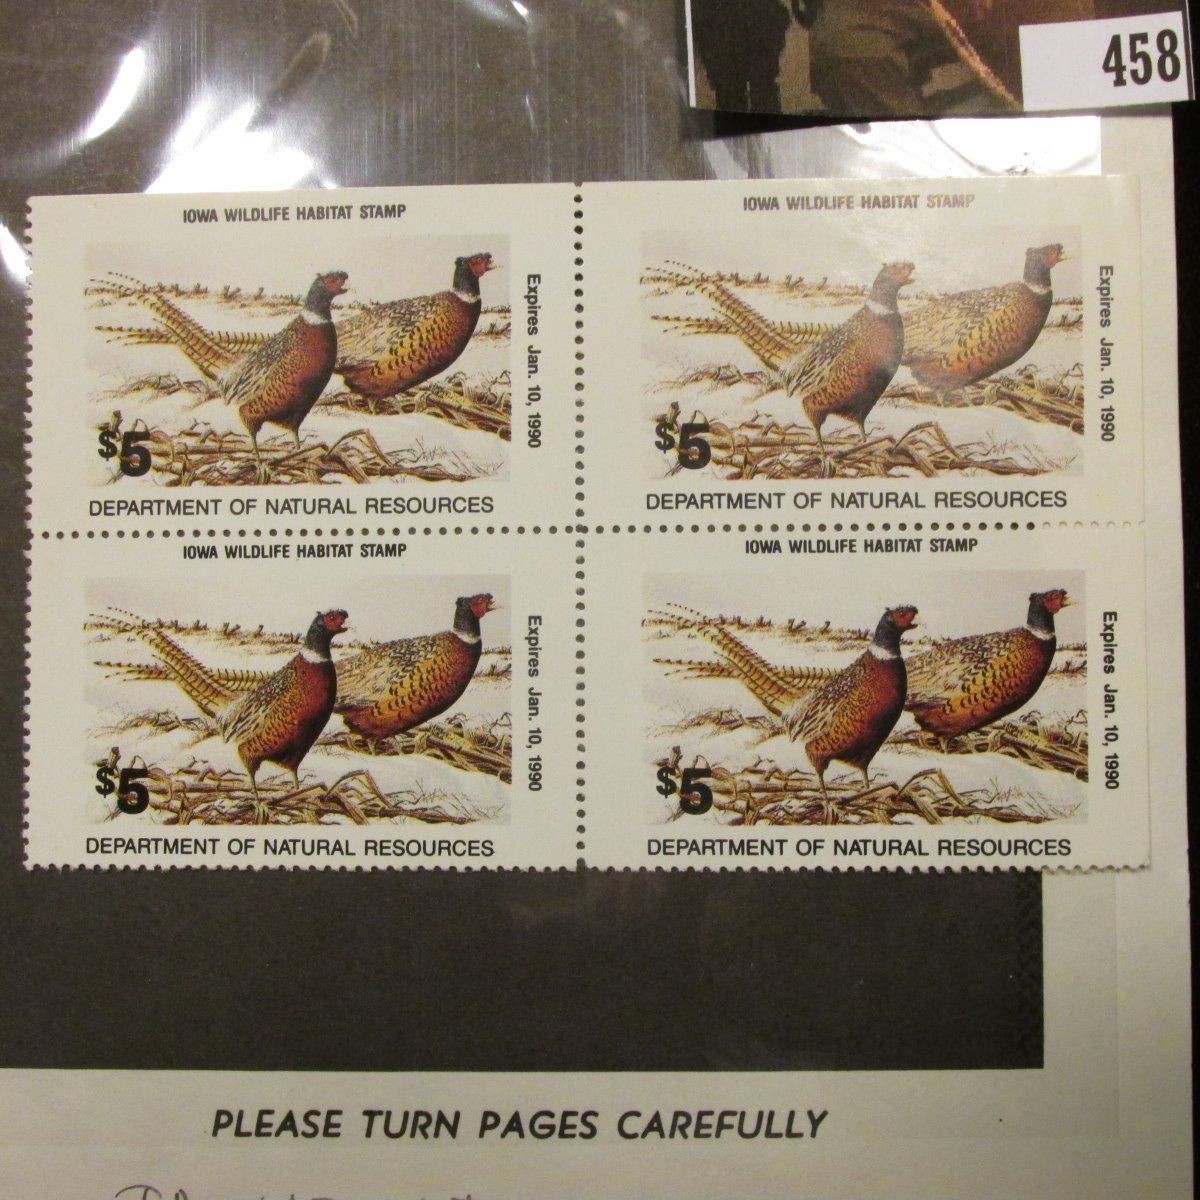 458
IOWA WILDLIFE HABITAT STAMP
Expires Jan. 10, 1990
$5
DEPARTMENT OF NATURAL RESOURCES
IOWA WILDLIFE HABITAT STAMP
Expires Jan. 10, 1990
$5
DEPARTMENT OF NATURAL RESOURCES
IOWA WILDLIFE HABITAT STAMP
Expires Jan. 10, 1990
$5
DEPARTMENT OF NATURAL RESOURCES
IOWA WILDLIFE HABITAT STAMP
Expires Jan. 10, 1990
$5
DEPARTMENT OF NATURAL RESOURCES
PLEASE TURN PAGES CAREFULLY